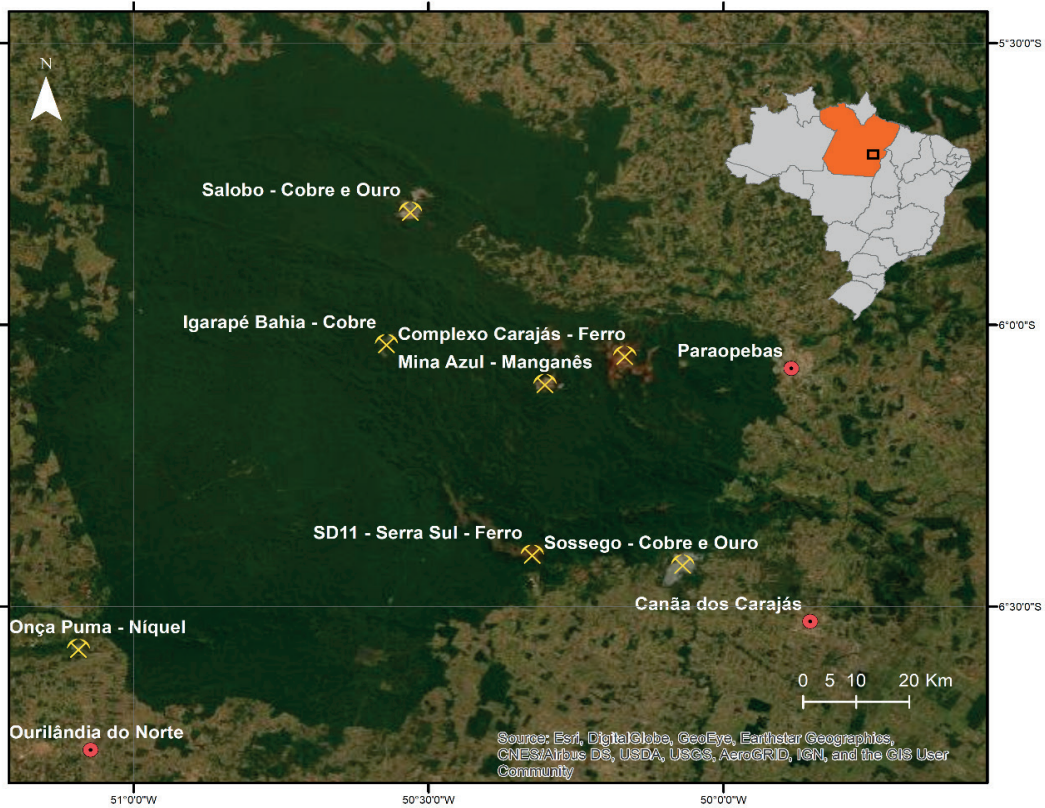 5°30'0"S
N
Salobo - Cobre e Ouro
Igarapé Bahia - Cobre
Complexo Carajás - Ferro
6°0'0"S
Mina Azul - Manganês
Paraopebas
SD11 - Serra Sul - Ferro
Sossego - Cobre e Ouro
Canãa dos Carajás
6°30'0"S
Onça Puma - Níquel
0 5 10 20 Km
Ourilândia do Norte
Source: Esri, DigitalGlobe, GeoEye, Earthstar Geographics,
CNES/Airbus DS, USDA, USGS, AeroGRID, IGN, and the GIS User
Community
51°0'0"W
50°30'0"W
50°0'0"W